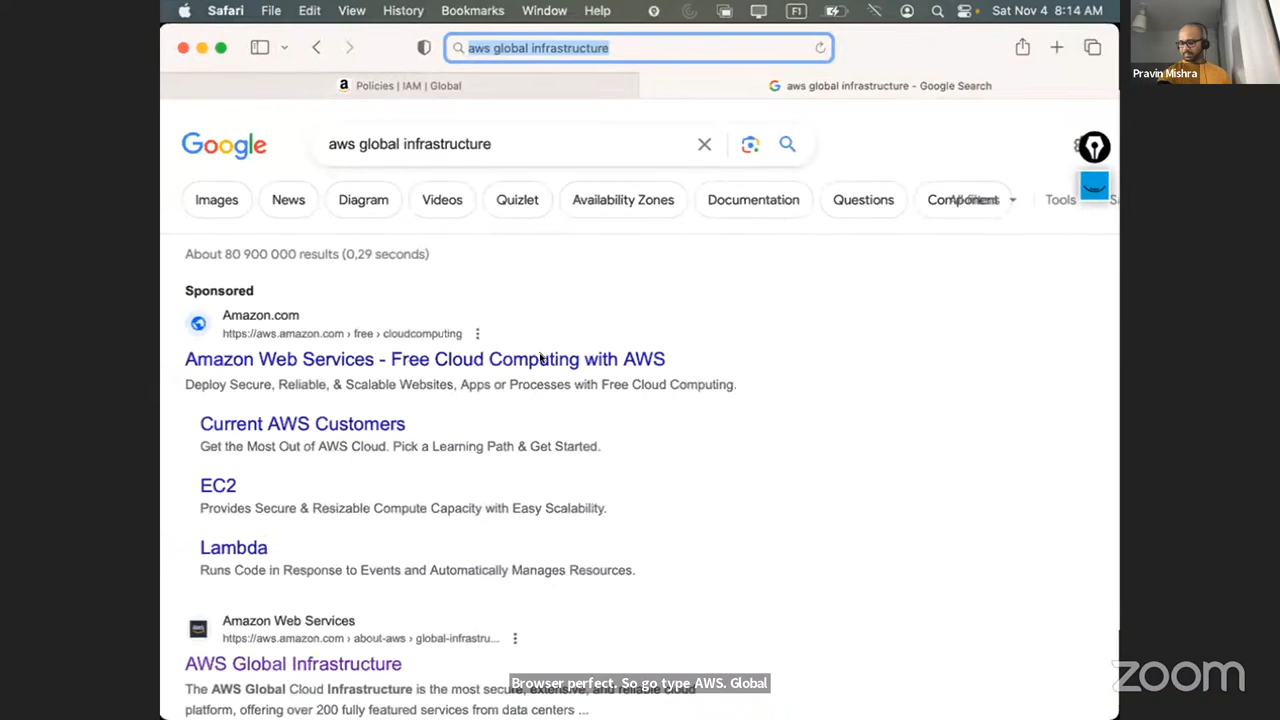 Safari File Edit View History Bookmarks Window Help
Sat Nov 4 8:14 AM
Pravin Mishra
aws global infrastructure
a Policies | IAM | Global
G aws global infrastructure - Google Search
Google
aws global infrastructure
Images News Diagram Videos Quizlet Availability Zones Documentation Questions Tools
About 80 900 000 results (0,29 seconds)
Sponsored
Amazon.com
https://aws.amazon.com › free › cloudcomputing
Amazon Web Services - Free Cloud Computing with AWS
Deploy Secure, Reliable, & Scalable Websites, Apps or Processes with Free Cloud Computing.
Current AWS Customers
Get the Most Out of AWS Cloud. Pick a Learning Path & Get Started.
EC2
Provides Secure & Resizable Compute Capacity with Easy Scalability.
Lambda
Runs Code in Response to Events and Automatically Manages Resources.
Amazon Web Services
https://aws.amazon.com › about-aws › global-infrastru...
AWS Global Infrastructure
Browser perfect. So go type AWS. Global
The AWS Global Cloud Infrastructure is the most secure, extensive, and reliable cloud
platform, offering over 200 fully featured services from data centers ...
zoom